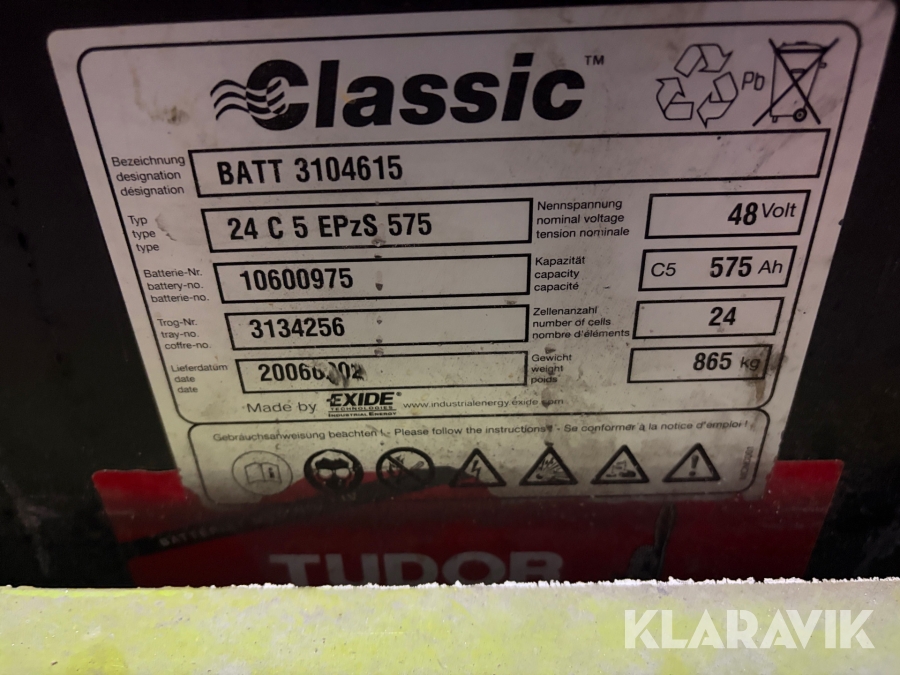 Classic™
Pb
Bezeichnung
designation
désignation
BATT 3104615
Typ
type
type
24 C 5 EPzS 575
Nennspannung
nominal voltage
tension nominale
48 Volt
Batterie-Nr.
battery-no.
batterie-no.
10600975
Kapazität
capacity
capacité
C5 575 Ah
Trog-Nr.
tray-no.
coffre-no.
3134256
Zellenanzahl
number of cells
nombre d'éléments
24
Lieferdatum
date
date
Gewicht
weight
poids
865 kg
Made by EXIDE TECHNOLOGIES INDUSTRIAL ENERGY www.industrialenergy.exide.com
Gebrauchsanweisung beachten! - Please follow the instructions! - Se conformer à la notice d'emploi!
TUDOR
KLARAVIK